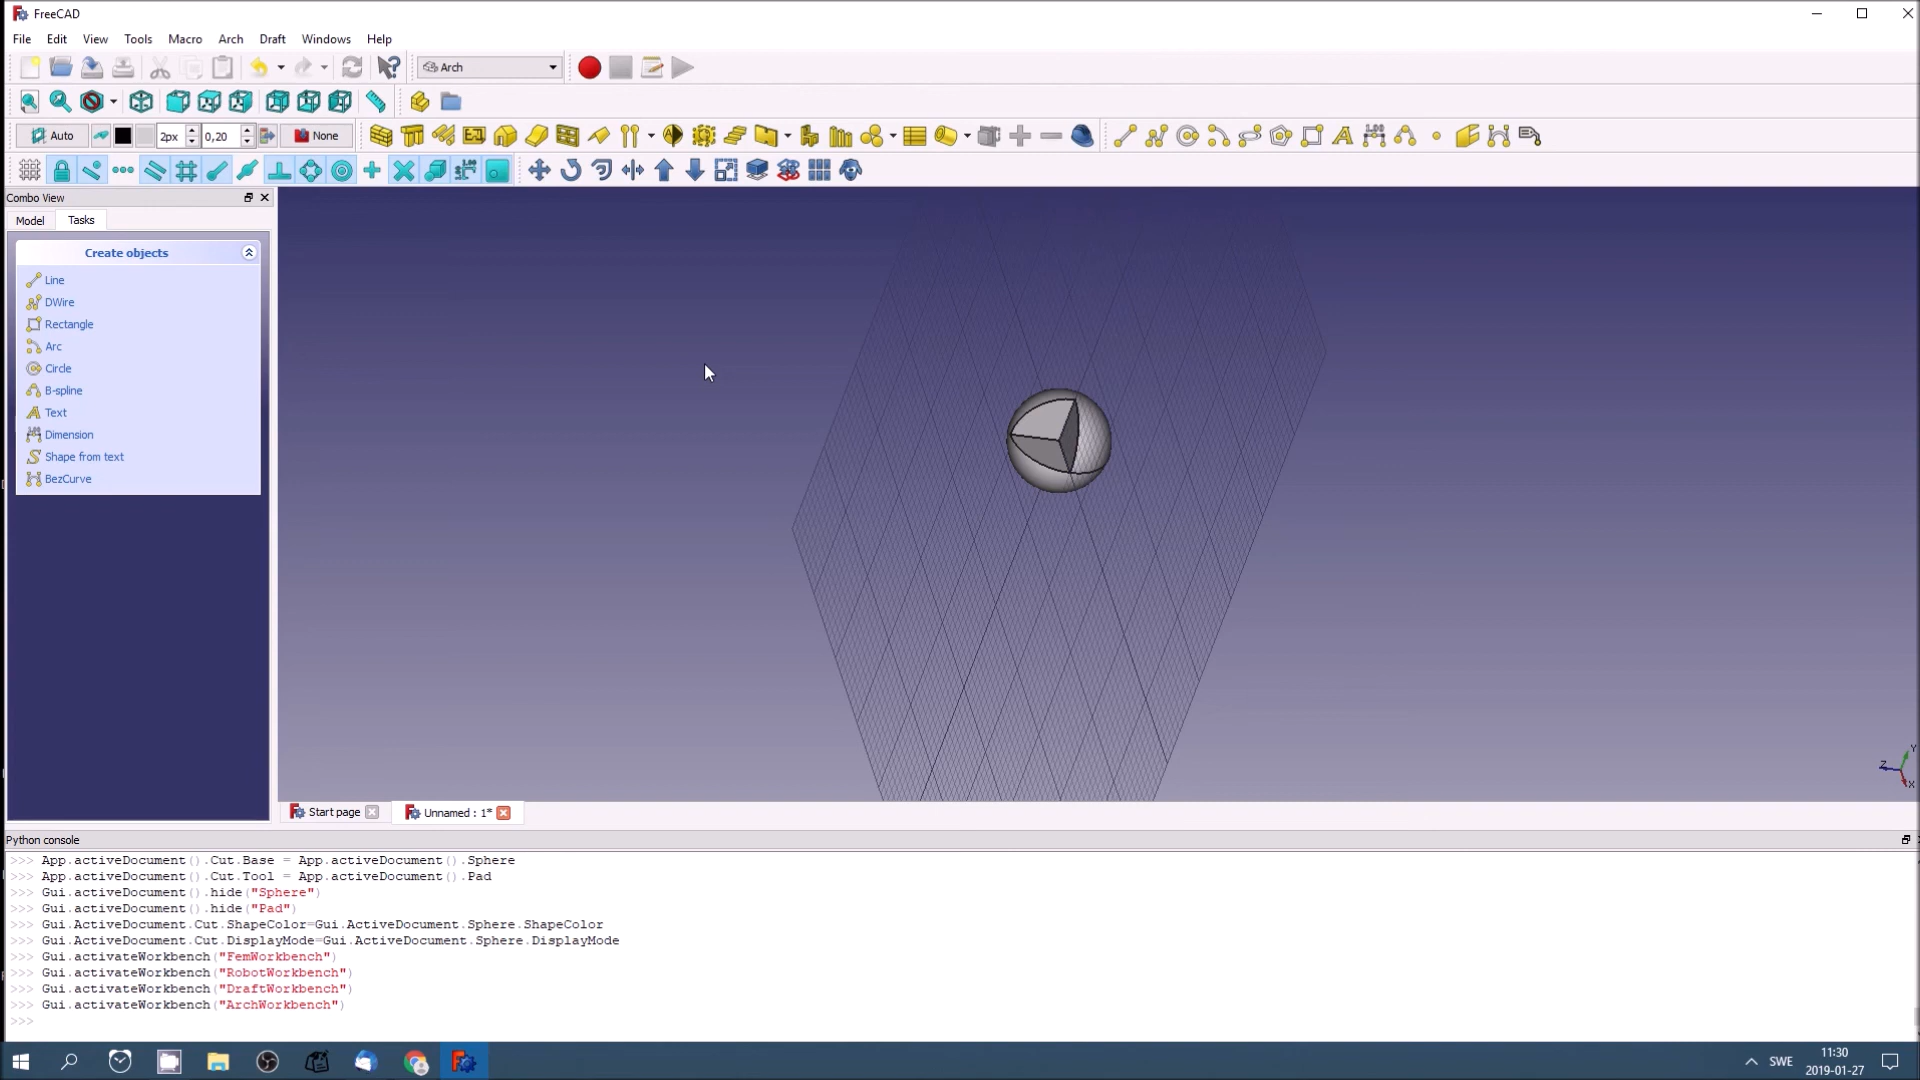 FreeCAD
File Edit View Tools Macro Arch Draft Windows Help
Arch
Auto 2px 0,20 None
Combo View
Model Tasks
Create objects
Line
DWire
Rectangle
Arc
Circle
B-spline
Text
Dimension
Shape from text
BezCurve
Y
Z
X
Start page Unnamed : 1*
Python console
>>> App.activeDocument().Cut.Base = App.activeDocument().Sphere
>>> App.activeDocument().Cut.Tool = App.activeDocument().Pad
>>> Gui.activeDocument().hide("Sphere")
>>> Gui.activeDocument().hide("Pad")
>>> Gui.ActiveDocument.Cut.ShapeColor=Gui.ActiveDocument.Sphere.ShapeColor
>>> Gui.ActiveDocument.Cut.DisplayMode=Gui.ActiveDocument.Sphere.DisplayMode
>>> Gui.activateWorkbench("FemWorkbench")
>>> Gui.activateWorkbench("RobotWorkbench")
>>> Gui.activateWorkbench("DraftWorkbench")
>>> Gui.activateWorkbench("ArchWorkbench")
>>>
SWE 11:30
2019-01-27